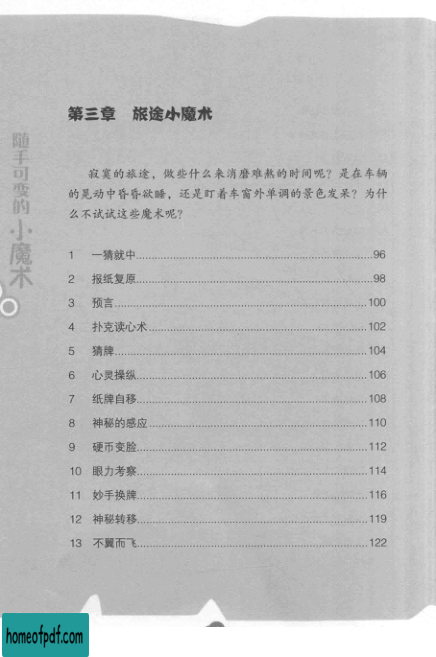 第三章 旅途小魔术
随手可变的小魔术
寂寞的旅途，做些什么来消磨难熬的时间呢？是在车辆
的晃动中昏昏欲睡，还是盯着车窗外单调的景色发呆？为什
么不试试这些魔术呢？
1 一猜就中......96
2 报纸复原......98
3 预言......100
4 扑克读心术......102
5 猜牌......104
6 心灵操纵......106
7 纸牌自移......108
8 神秘的感应......110
9 硬币变脸......112
10 眼力考察......114
11 妙手换牌......116
12 神秘转移......119
13 不翼而飞......122
homeofpdf.com